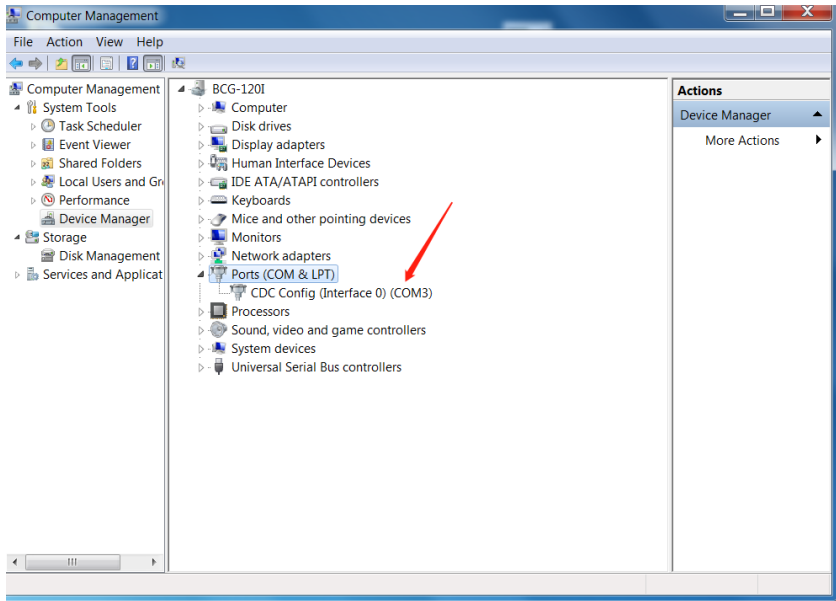 Computer Management
File Action View Help
Computer Management
System Tools
Task Scheduler
Event Viewer
Shared Folders
Local Users and Gr
Performance
Device Manager
Storage
Disk Management
Services and Applicat
BCG-120I
Computer
Disk drives
Display adapters
Human Interface Devices
IDE ATA/ATAPI controllers
Keyboards
Mice and other pointing devices
Monitors
Network adapters
Ports (COM & LPT)
CDC Config (Interface 0) (COM3)
Processors
Sound, video and game controllers
System devices
Universal Serial Bus controllers
Actions
Device Manager
More Actions